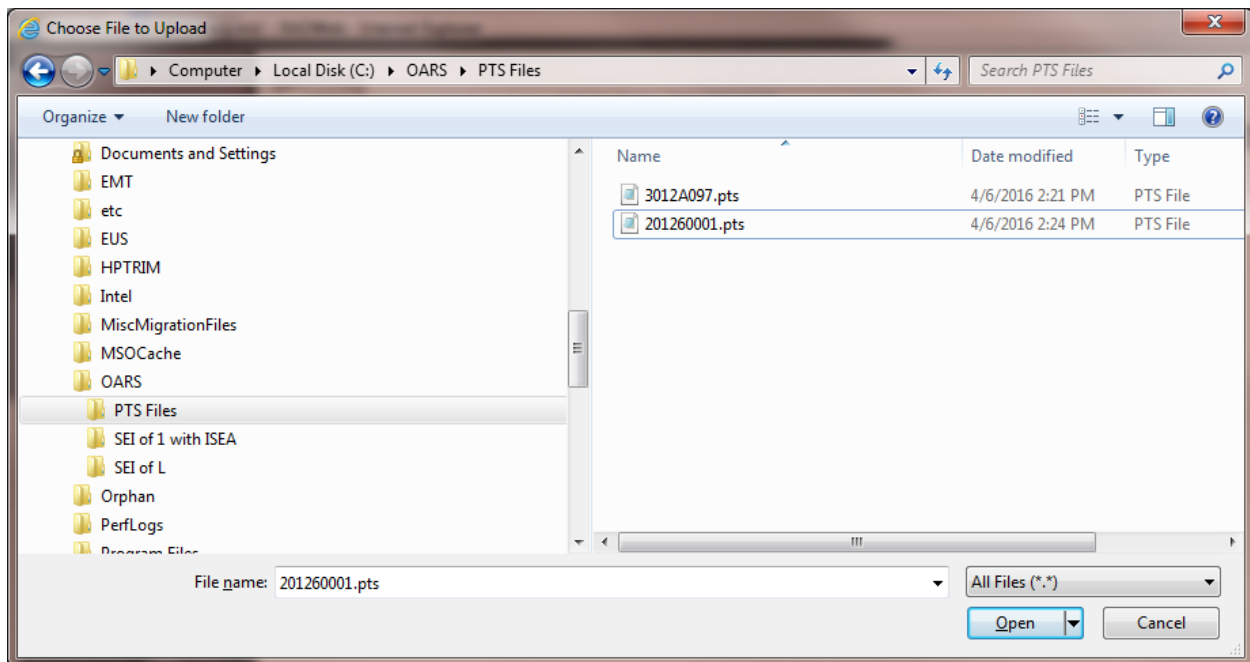 Choose File to Upload
Computer Local Disk (C:) OARS PTS Files Search PTS Files
Organize New folder
Documents and Settings
EMT
etc
EUS
HPTRIM
Intel
MiscMigrationFiles
MSOCache
OARS
PTS Files
SEI of 1 with ISEA
SEI of L
Orphan
PerfLogs
Program Files
Name Date modified Type
3012A097.pts 4/6/2016 2:21 PM PTS File
201260001.pts 4/6/2016 2:24 PM PTS File
File name: 201260001.pts All Files (*.*)
Open Cancel